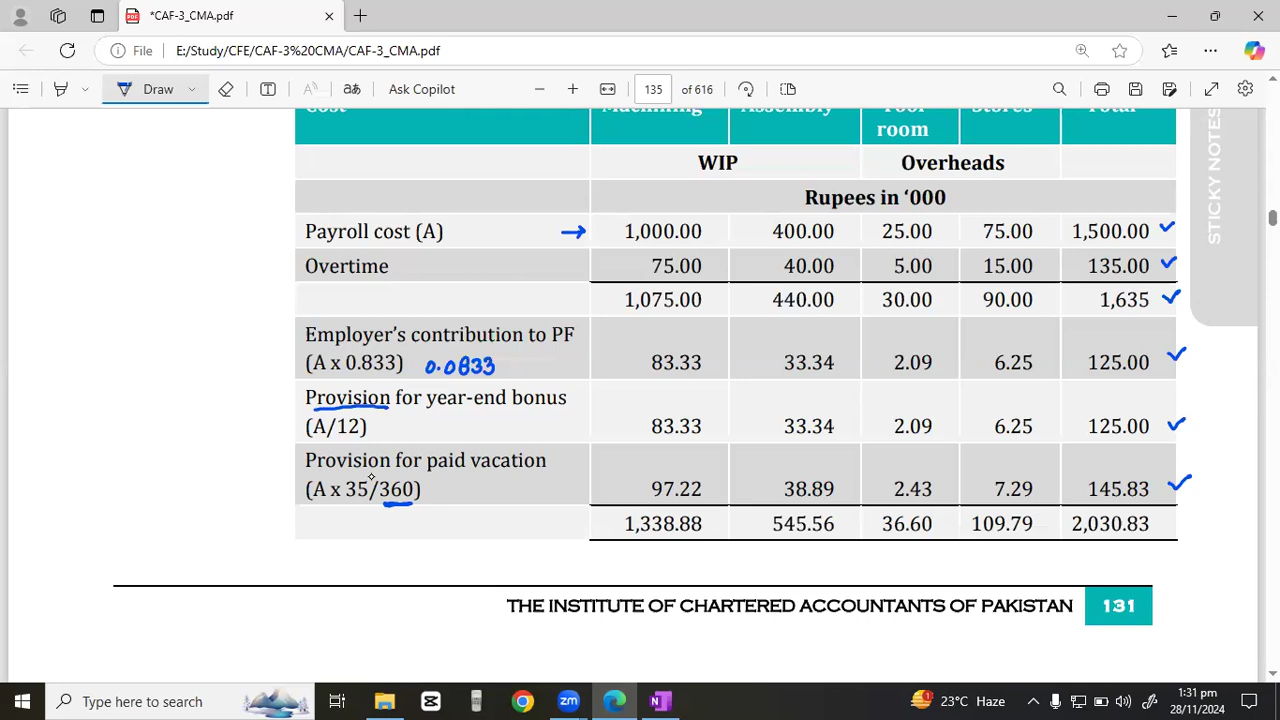 *CAF-3_CMA.pdf
File E:/Study/CFE/CAF-3%20CMA/CAF-3_CMA.pdf
Draw Ask Copilot 135 of 616
Cost Machining Assembly Tool room Stores Total
WIP Overheads
Rupees in ‘000
Payroll cost (A) → 1,000.00 400.00 25.00 75.00 1,500.00 ✓
Overtime 75.00 40.00 5.00 15.00 135.00 ✓
1,075.00 440.00 30.00 90.00 1,635 ✓
Employer’s contribution to PF
(A x 0.833) 0.0833 83.33 33.34 2.09 6.25 125.00 ✓
Provision for year-end bonus
(A/12) 83.33 33.34 2.09 6.25 125.00 ✓
Provision for paid vacation
(A x 35/360) 97.22 38.89 2.43 7.29 145.83 ✓
1,338.88 545.56 36.60 109.79 2,030.83
THE INSTITUTE OF CHARTERED ACCOUNTANTS OF PAKISTAN 131
STICKY NOTES
Type here to search
23°C Haze
1:31 pm
28/11/2024